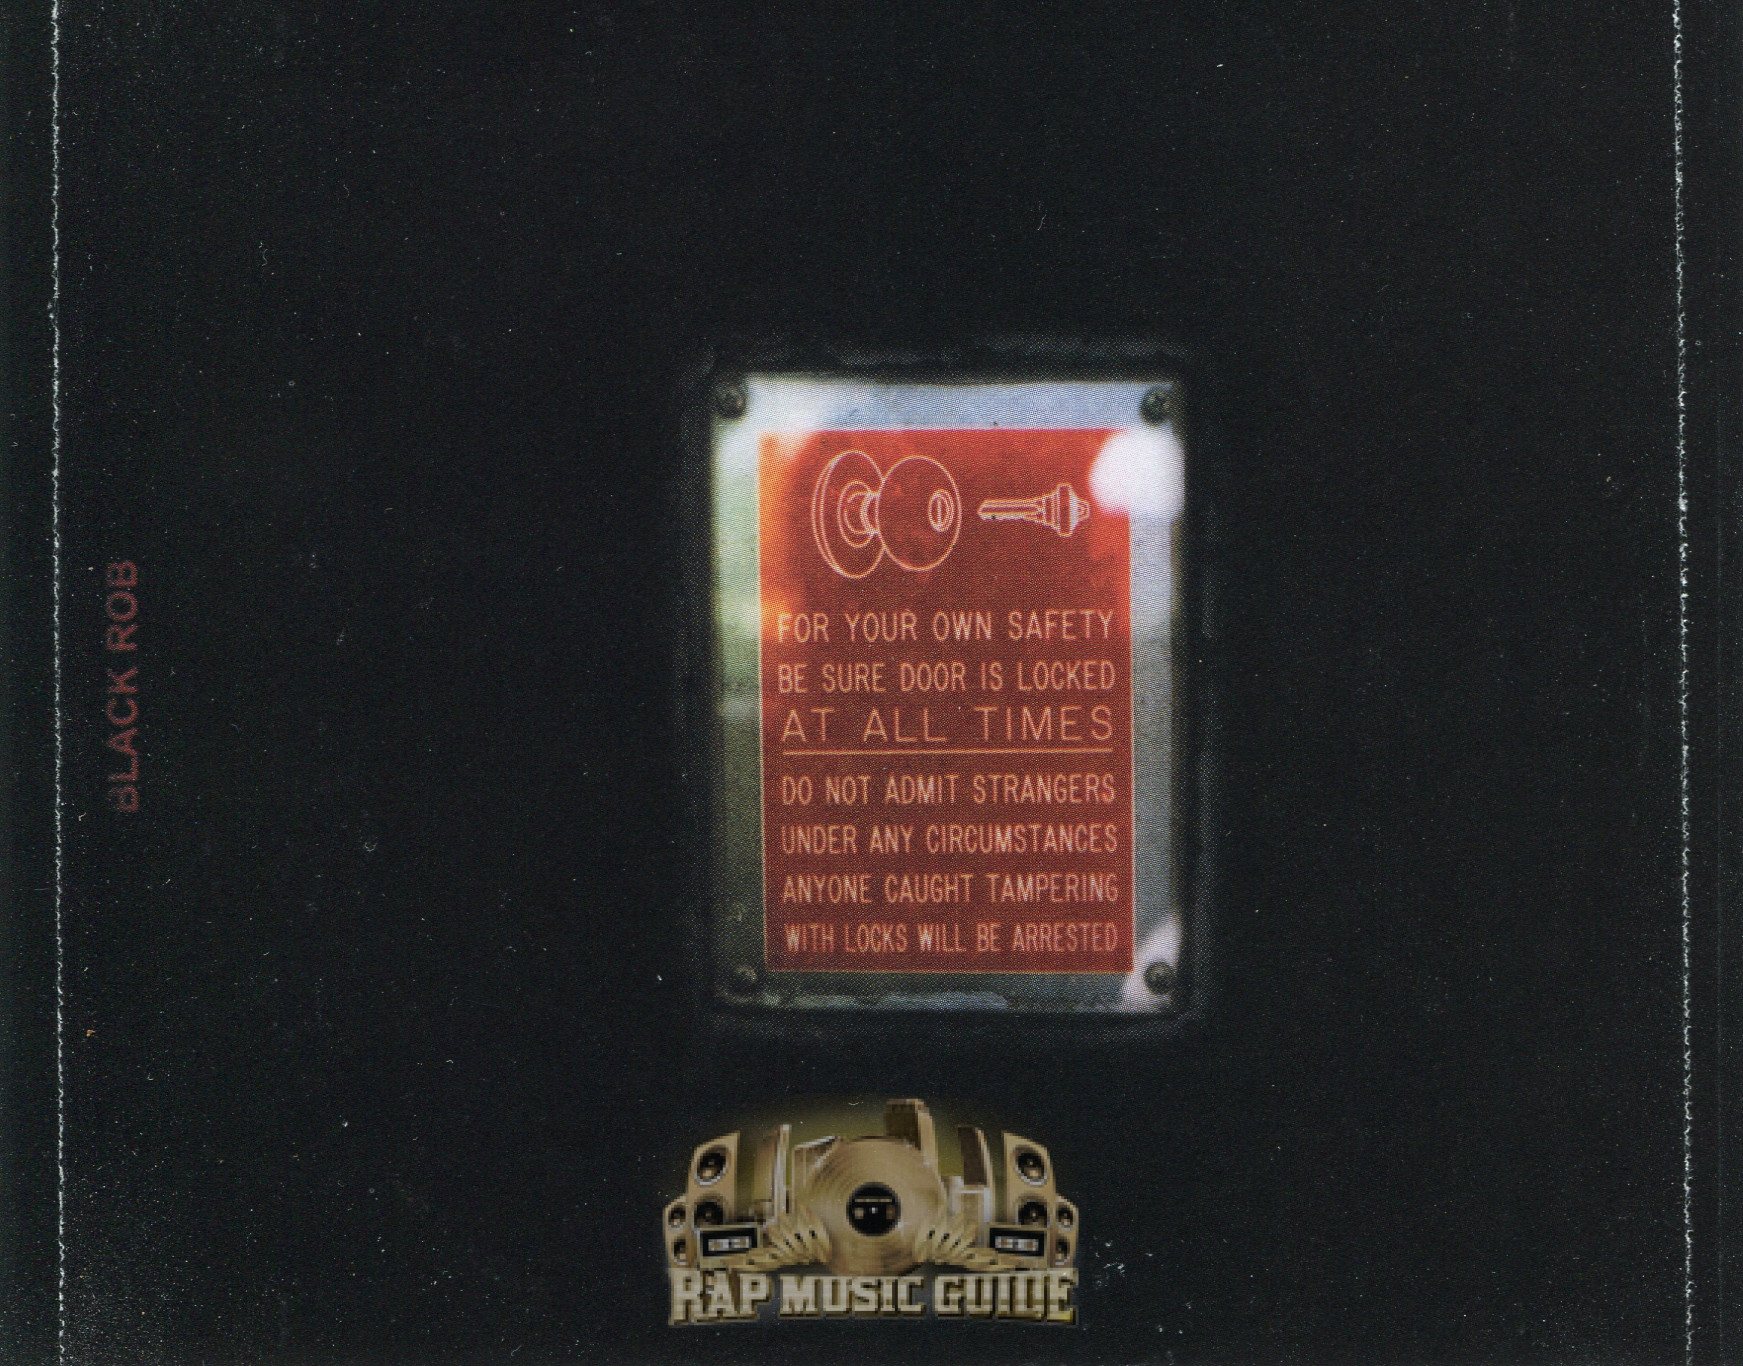 BLACK ROB
FOR YOUR OWN SAFETY
BE SURE DOOR IS LOCKED
AT ALL TIMES
DO NOT ADMIT STRANGERS
UNDER ANY CIRCUMSTANCES
ANYONE CAUGHT TAMPERING
WITH LOCKS WILL BE ARRESTED
RAP MUSIC GUIDE